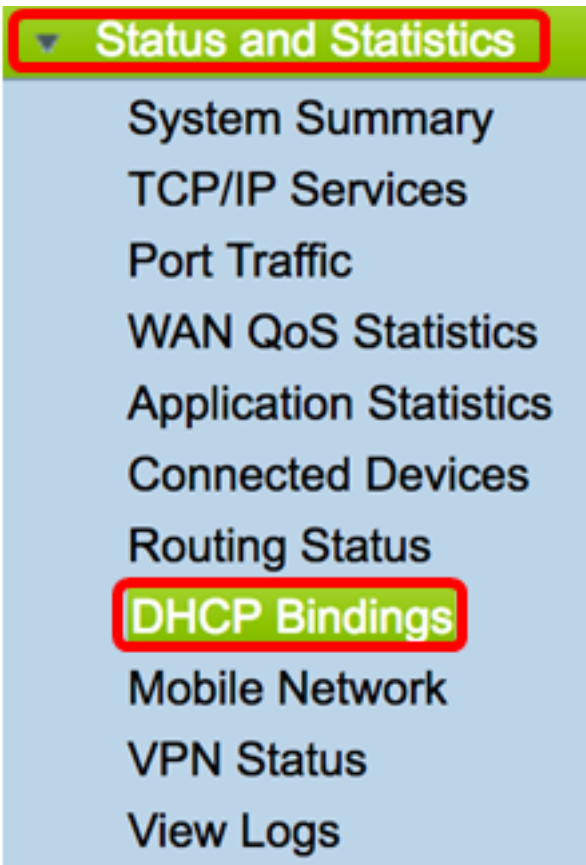 Status and Statistics
System Summary
TCP/IP Services
Port Traffic
WAN QoS Statistics
Application Statistics
Connected Devices
Routing Status
DHCP Bindings
Mobile Network
VPN Status
View Logs